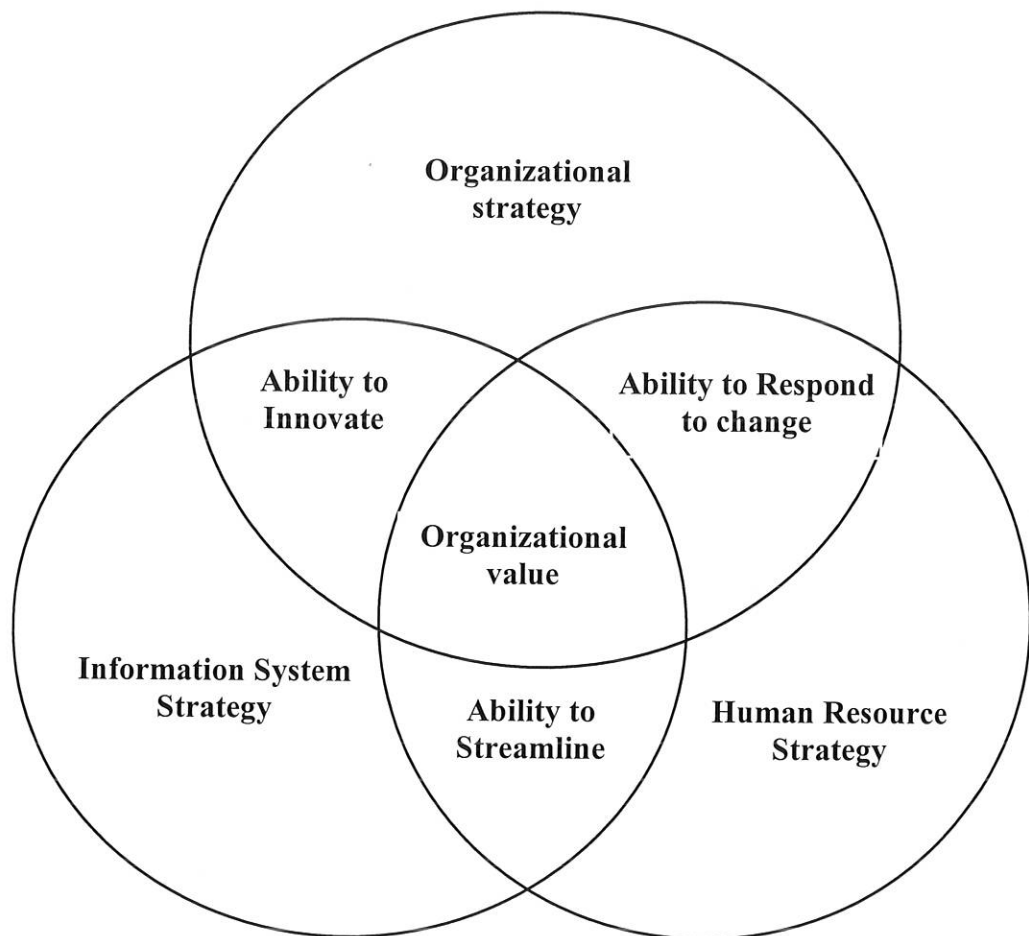 Organizational
strategy
Ability to
Innovate
Ability to Respond
to change
Organizational
value
Information System
Strategy
Ability to
Streamline
Human Resource
Strategy